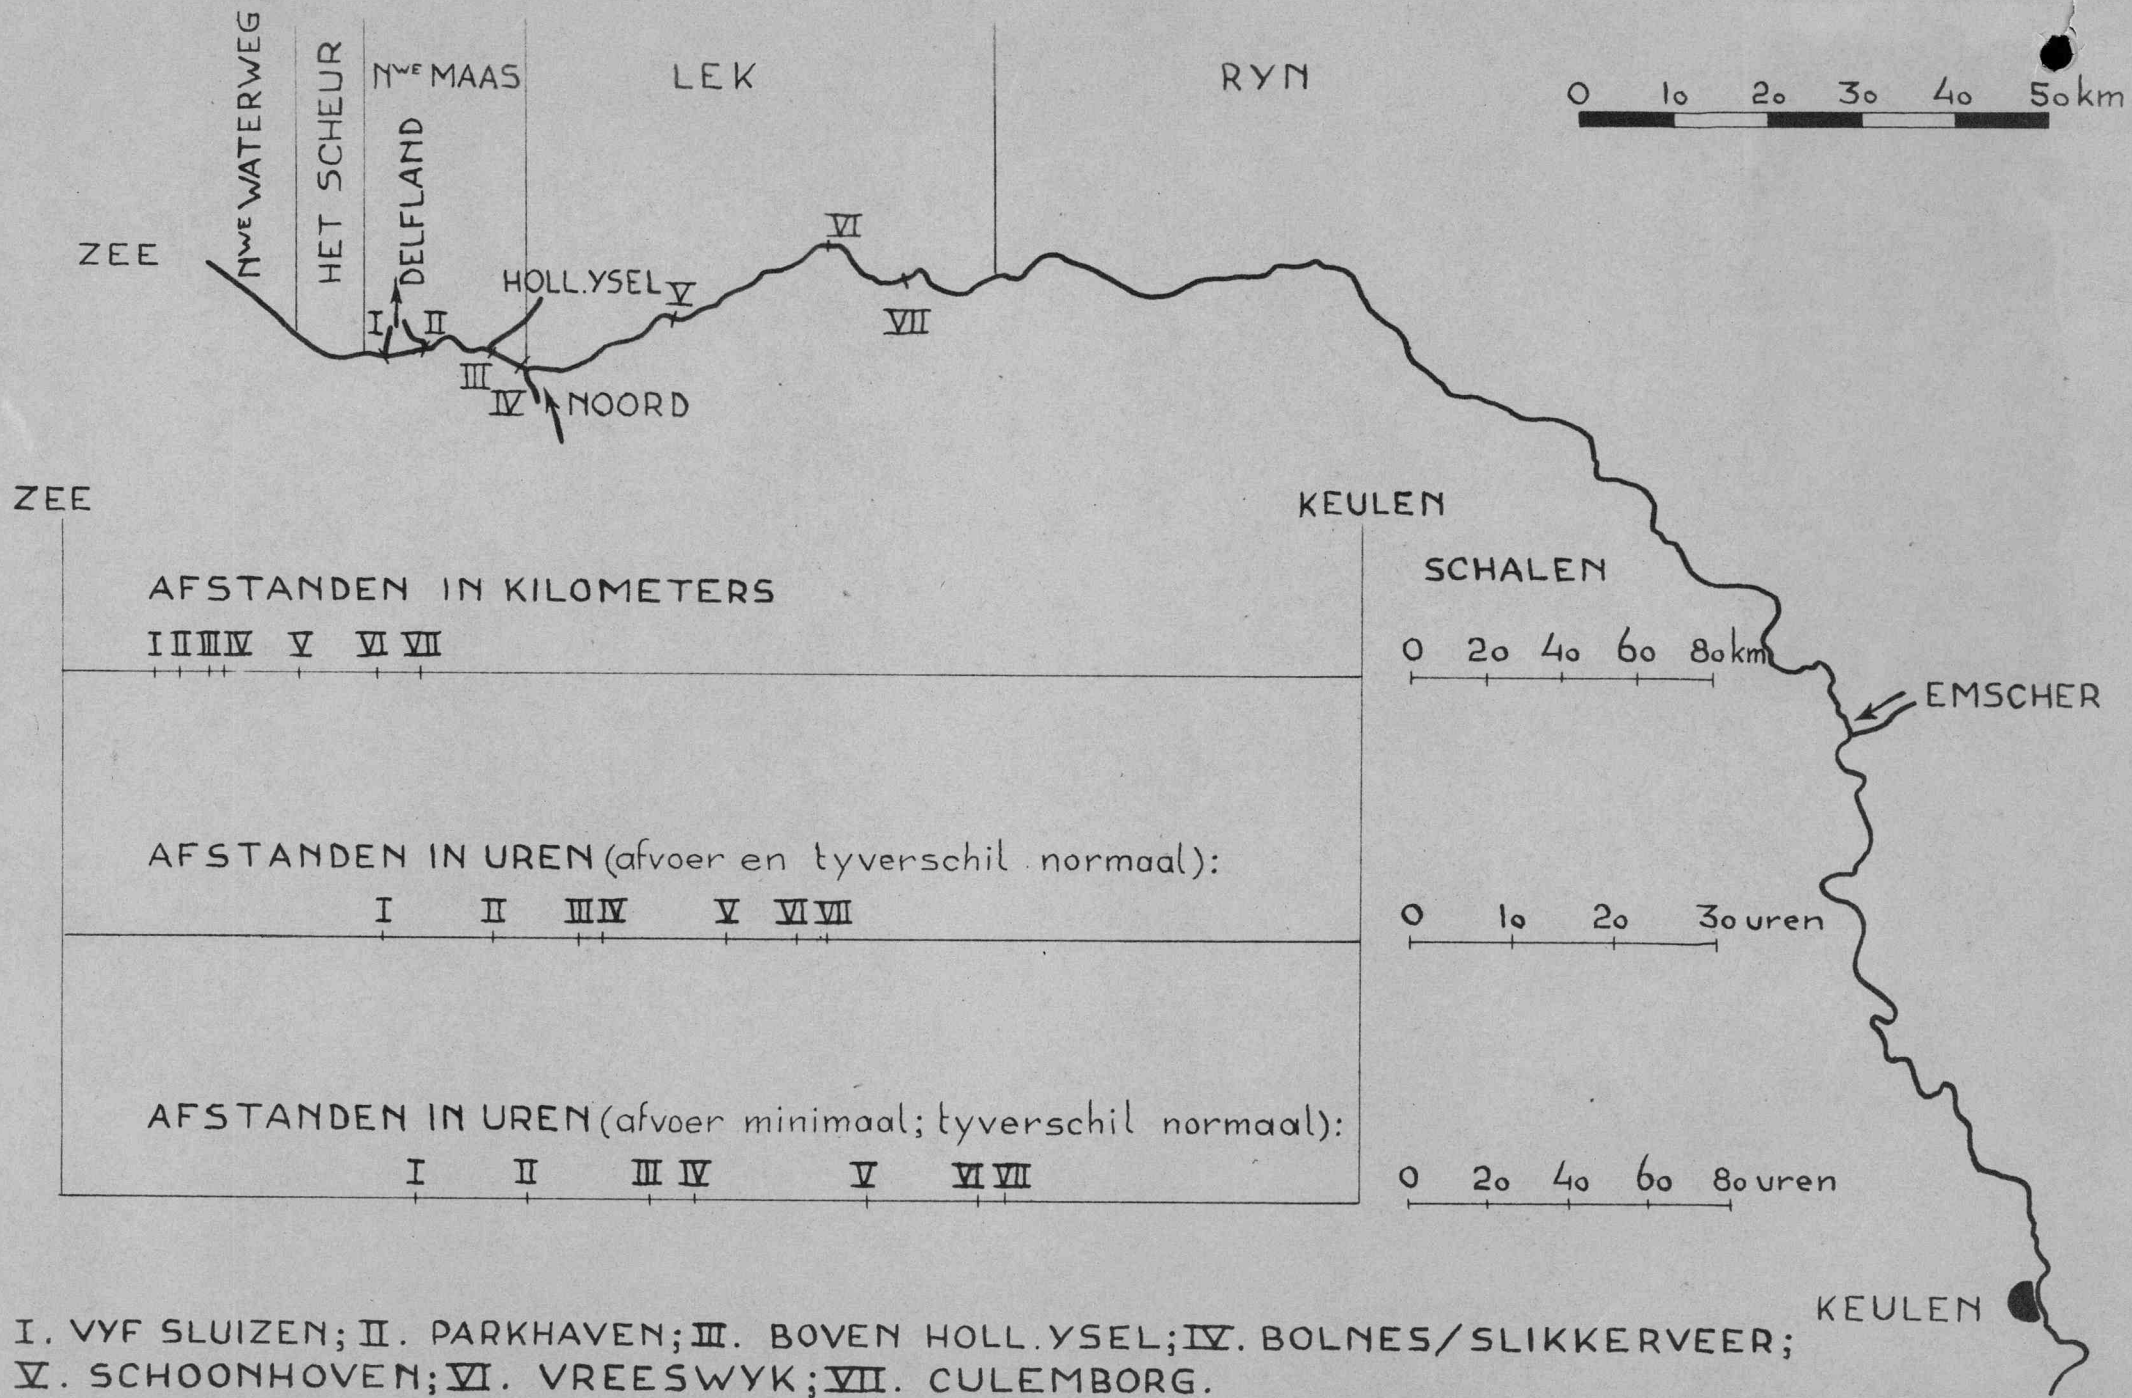 NWE WATERWEG
HET SCHEUR
NWE MAAS
LEK
RYN
0 10 20 30 40 50 km
DELFLAND
ZEE
HOLL.YSEL
I
II
III
IV
V
VI
VII
NOORD
ZEE
KEULEN
AFSTANDEN IN KILOMETERS
SCHALEN
I II III IV V VI VII
0 20 40 60 80 km
EMSCHER
AFSTANDEN IN UREN (afvoer en tyverschil normaal):
I II III IV V VI VII
0 10 20 30 uren
AFSTANDEN IN UREN (afvoer minimaal; tyverschil normaal):
I II III IV V VI VII
0 20 40 60 80 uren
KEULEN
I. VYF SLUIZEN; II. PARKHAVEN; III. BOVEN HOLL. YSEL; IV. BOLNES/SLIKKERVEER;
V. SCHOONHOVEN; VI. VREESWYK; VII. CULEMBORG.